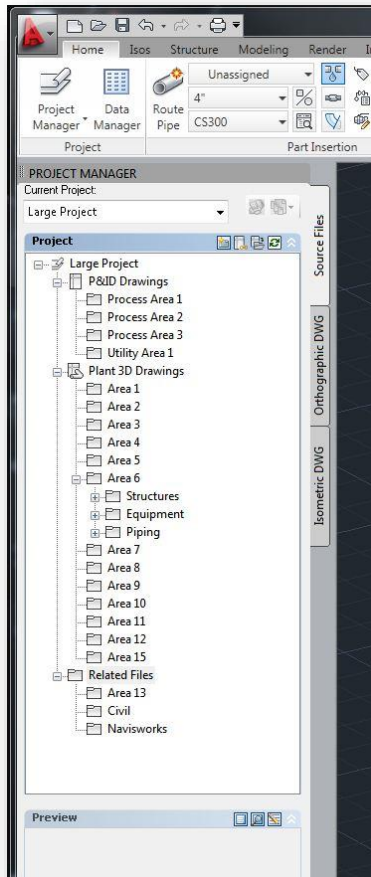 Home Isos Structure Modeling Render
Unassigned
4"
CS300
Project Manager
Data Manager
Route Pipe
Project
Part Insertion
PROJECT MANAGER
Current Project:
Large Project
Project
Large Project
P&ID Drawings
Process Area 1
Process Area 2
Process Area 3
Utility Area 1
Plant 3D Drawings
Area 1
Area 2
Area 3
Area 4
Area 5
Area 6
Structures
Equipment
Piping
Area 7
Area 8
Area 9
Area 10
Area 11
Area 12
Area 15
Related Files
Area 13
Civil
Navisworks
Source Files
Orthographic DWG
Isometric DWG
Preview